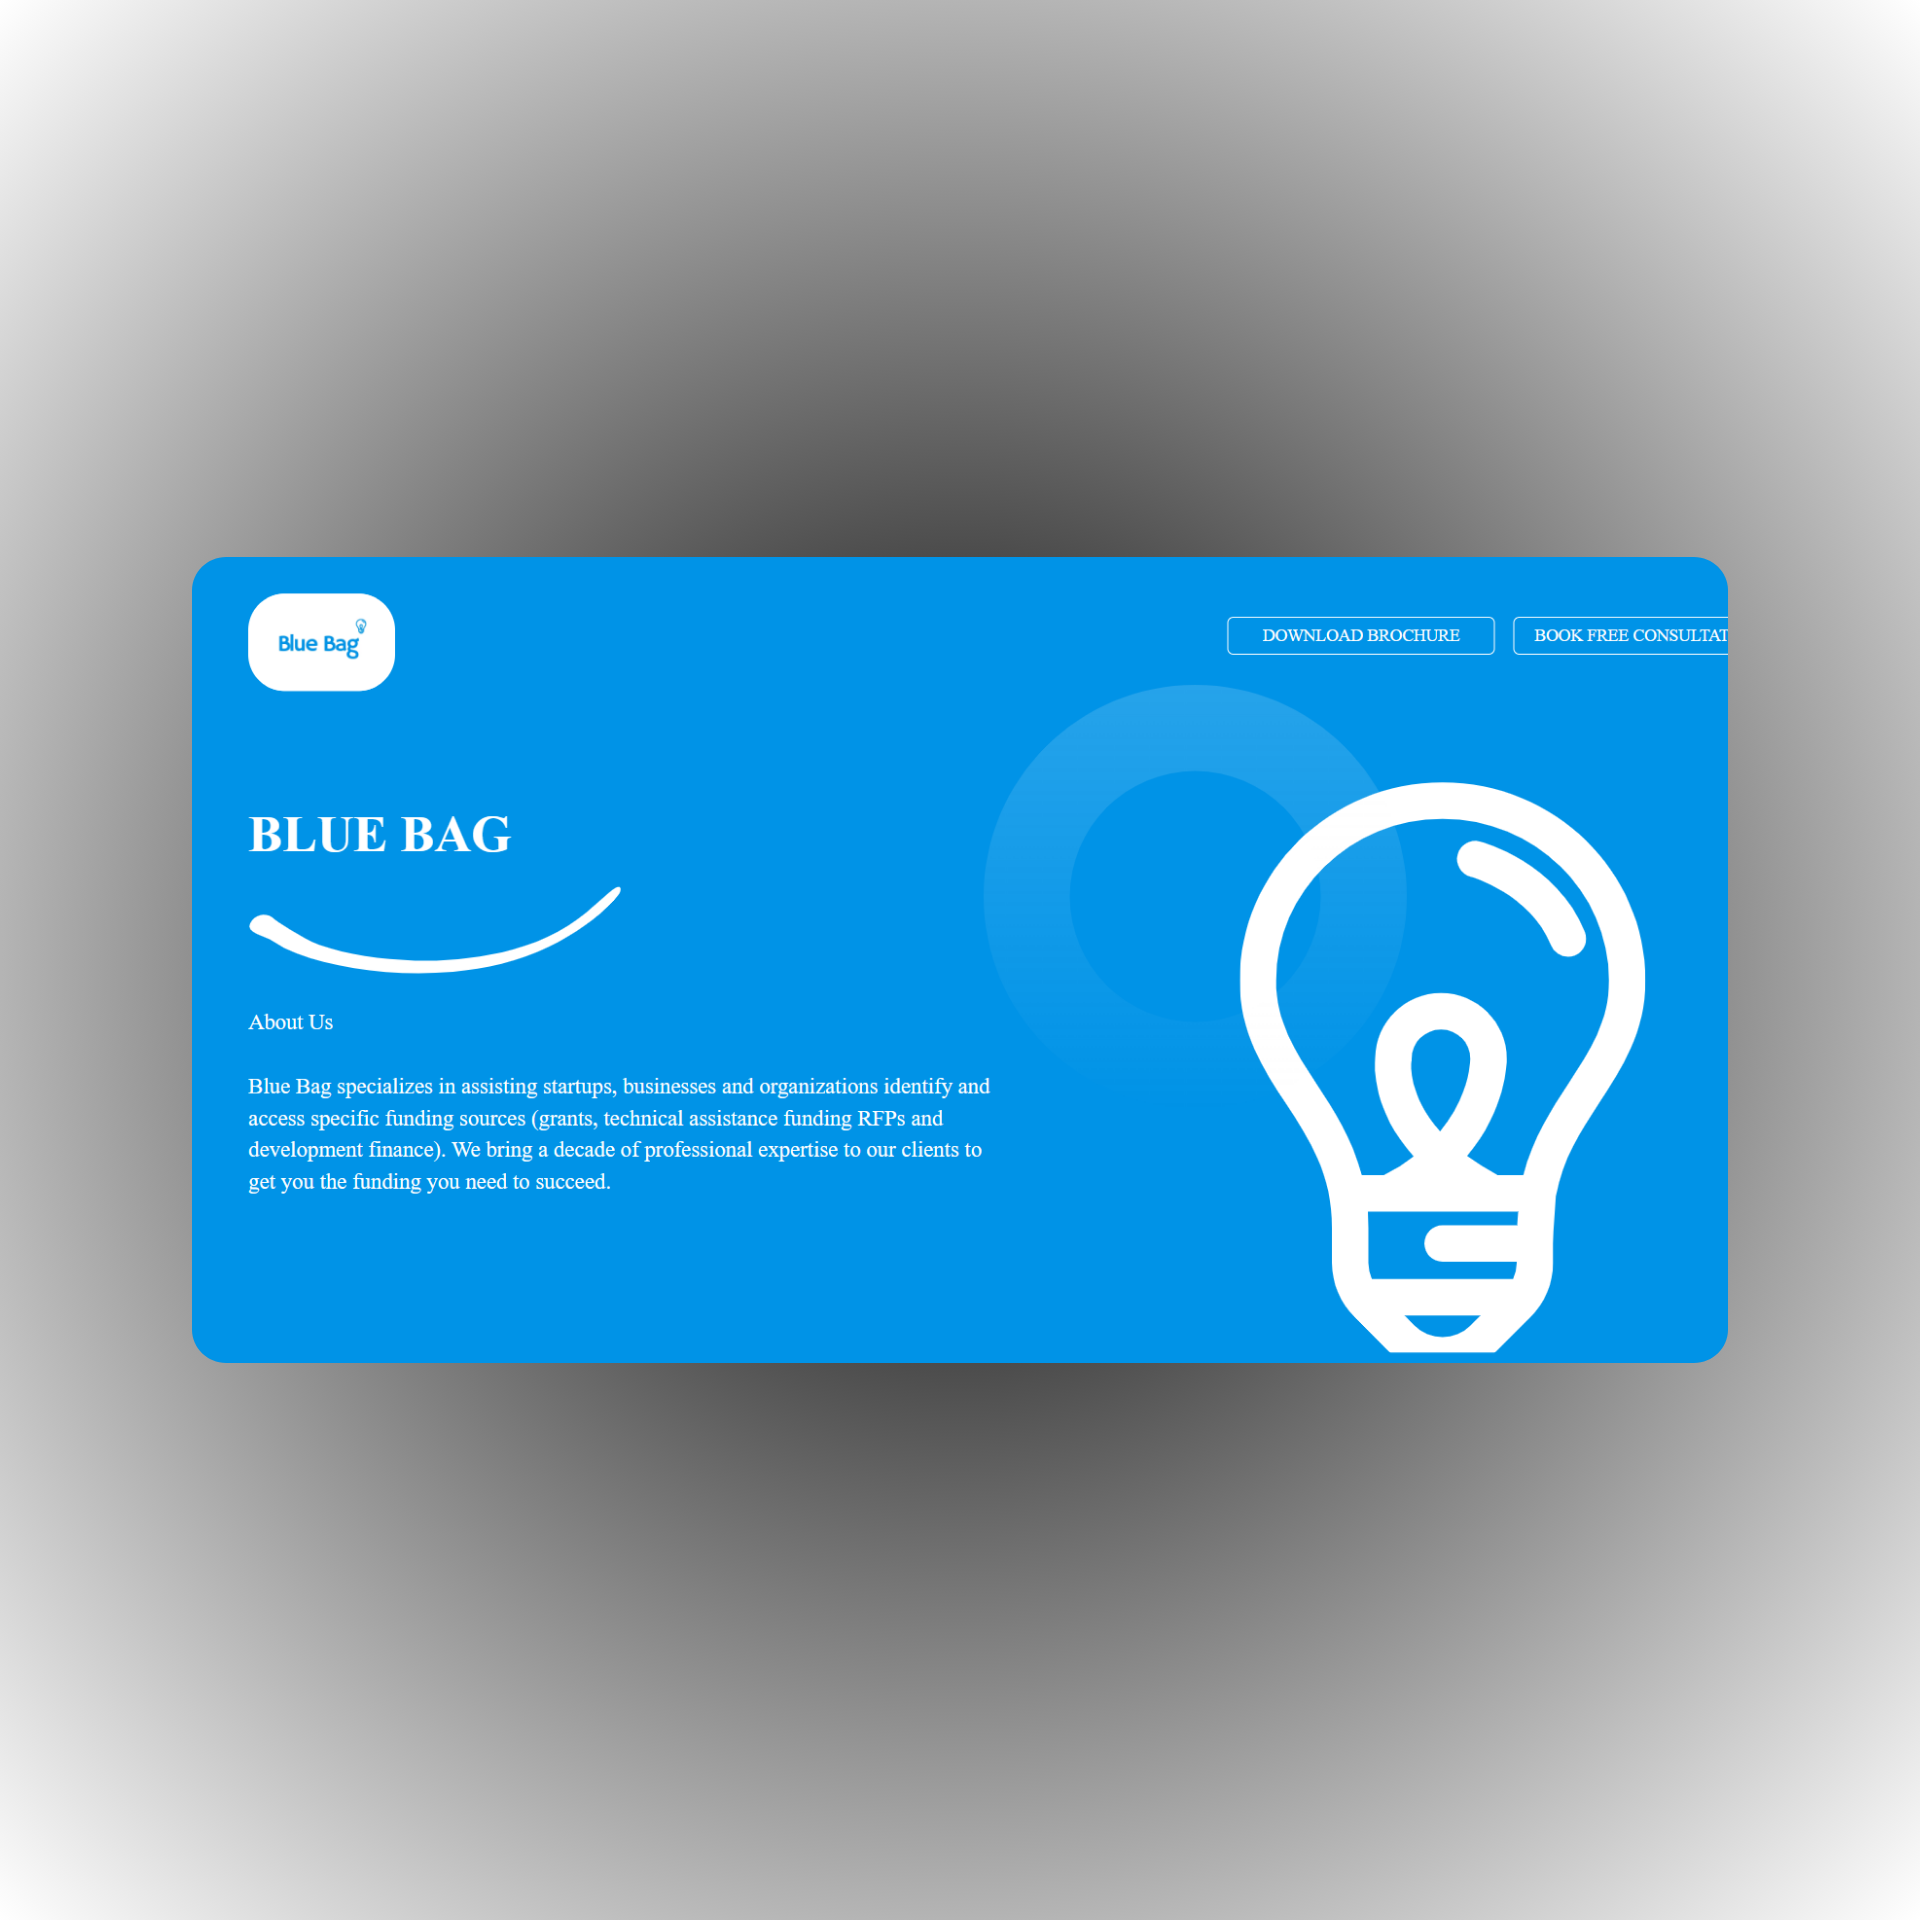 Blue Bag
DOWNLOAD BROCHURE
BOOK FREE CONSULTAT
BLUE BAG
About Us
Blue Bag specializes in assisting startups, businesses and organizations identify and
access specific funding sources (grants, technical assistance funding RFPs and
development finance). We bring a decade of professional expertise to our clients to
get you the funding you need to succeed.